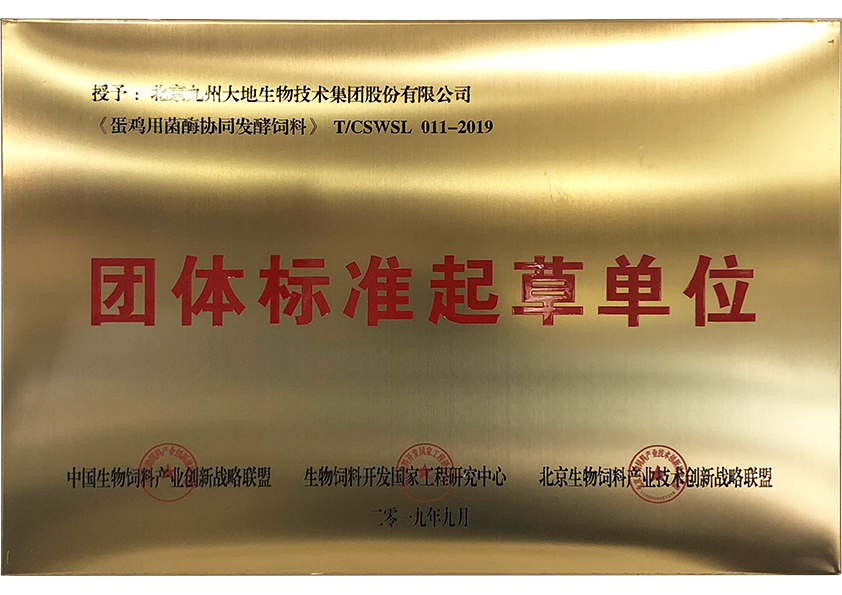 授予：北京九州大地生物技术集团股份有限公司
《蛋鸡用菌酶协同发酵饲料》 T/CSWSL 011-2019
团体标准起草单位
中国生物饲料产业创新战略联盟 生物饲料开发国家工程研究中心 北京生物饲料产业技术创新战略联盟
二零一九年九月